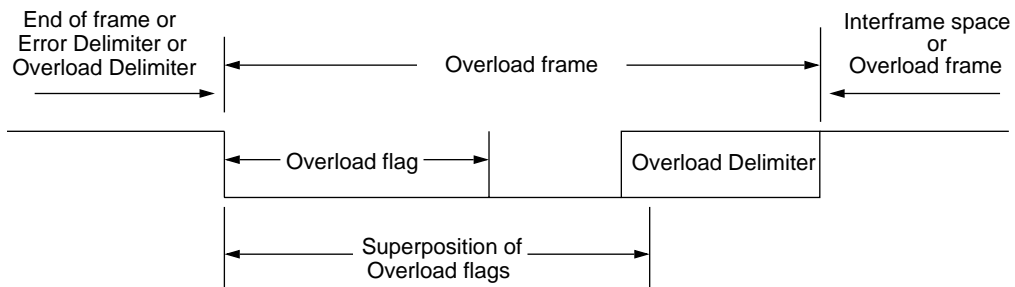 End of frame or
Error Delimiter or
Overload Delimiter
Overload frame
Interframe space
or
Overload frame
Overload flag
Overload Delimiter
Superposition of
Overload flags